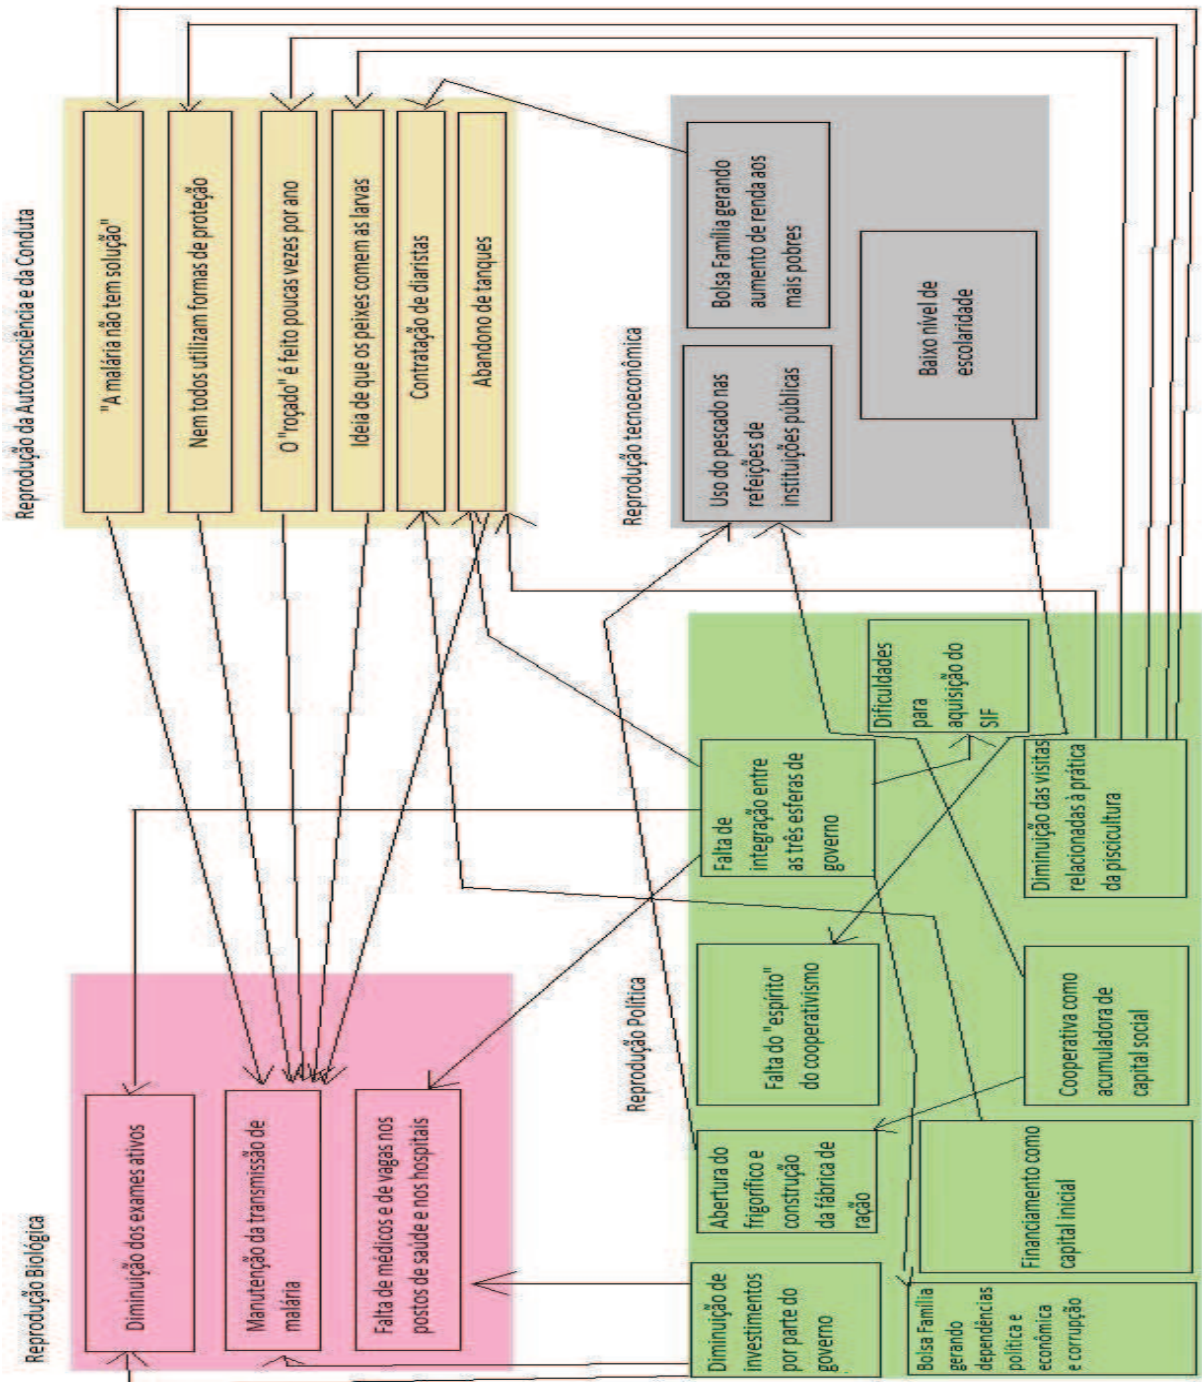 Reprodução Biológica
Diminuição dos exames ativos
Manutenção da transmissão de
malária
Falta de médicos e de vagas nos
postos de saúde e nos hospitais
Reprodução da Autoconsciência e da Conduta
"A malária não tem solução"
Nem todos utilizam formas de proteção
O "roçado" é feito poucas vezes por ano
Ideia de que os peixes comem as larvas
Contratação de diaristas
Abandono de tanques
Reprodução Política
Diminuição de
investimentos
por parte do
governo
Abertura do
frigorífico e
construção
da fábrica de
ração
Falta do "espírito"
do cooperativismo
Falta de
integração entre
as três esferas de
governo
Dificuldades
para
aquisição do
SIF
Bolsa Família
gerando
dependências
política e
econômica
e corrupção
Financiamento como
capital inicial
Cooperativa como
acumuladora de
capital social
Diminuição das visitas
relacionadas à prática
da piscicultura
Reprodução tecnoeconômica
Uso do pescado nas
refeições de
instituições públicas
Bolsa Família gerando
aumento de renda aos
mais pobres
Baixo nível de
escolaridade